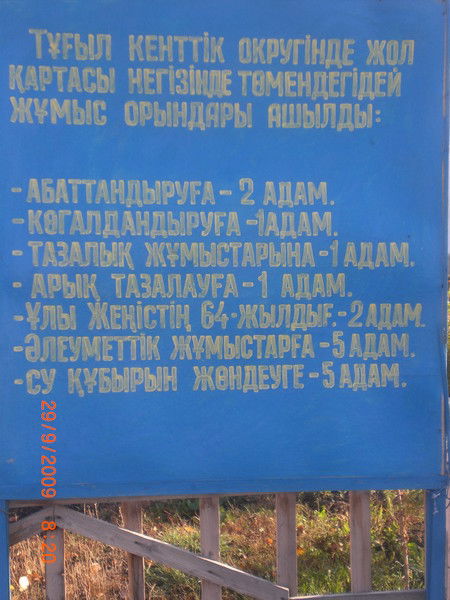 ТҰҒЫЛ КЕНТТІК ОКРУГІНДЕ ЖОЛ
ҚАРТАСЫ НЕГІЗІНДЕ ТӨМЕНДЕГІДЕЙ
ЖҰМЫС ОРЫНДАРЫ АШЫЛДЫ:
-АБАТТАНДЫРУҒА-2 АДАМ.
-КӨГАЛДАНДЫРУҒА-1АДАМ.
-ТАЗАЛЫҚ ЖҰМЫСТАРЫНА-1 АДАМ.
-АРЫҚ ТАЗАЛАУҒА-1 АДАМ.
-ҰЛЫ ЖЕҢІСТІҢ 64-ЖЫЛДЫҒ.-2 АДАМ.
-ӘЛЕУМЕТТІК ЖҰМЫСТАРҒА-5 АДАМ.
-СУ ҚҰБЫРЫН ЖӨНДЕУГЕ-5 АДАМ.
29/9/2009 8:20